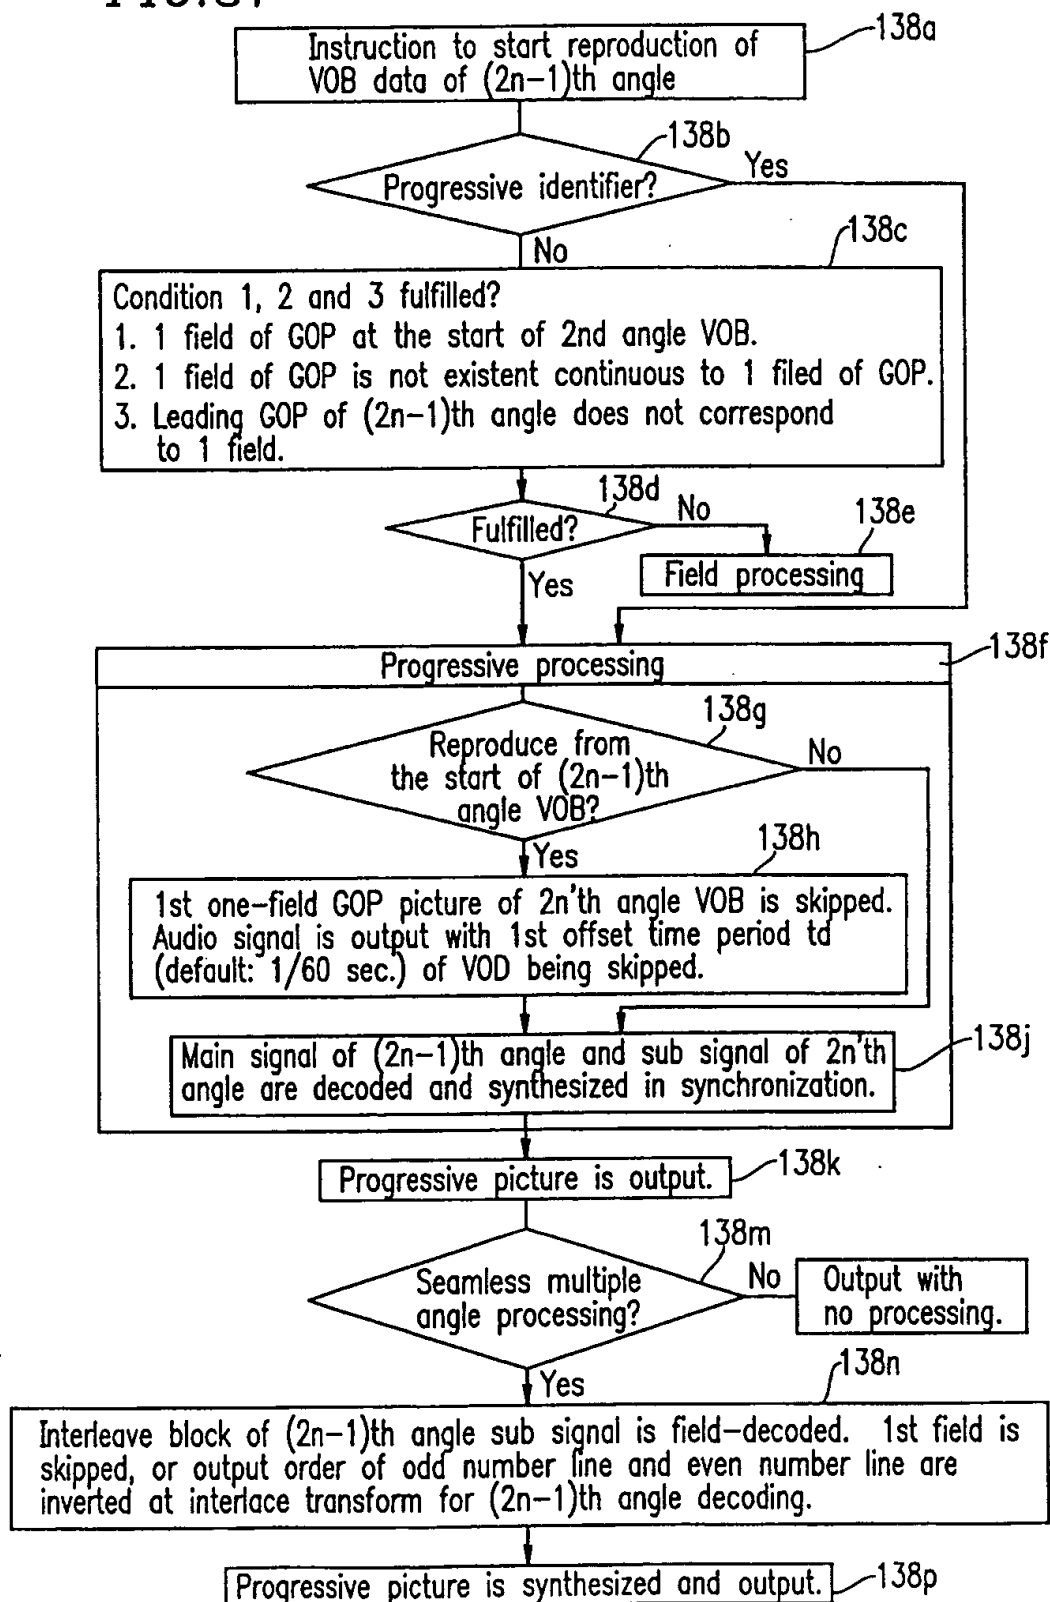 Instruction to start reproduction of
VOB data of (2n-1)th angle
138a
138b
Progressive identifier?
Yes
No
138c
Condition 1, 2 and 3 fulfilled?
1. 1 field of GOP at the start of 2nd angle VOB.
2. 1 field of GOP is not existent continuous to 1 filed of GOP.
3. Leading GOP of (2n-1)th angle does not correspond
to 1 field.
138d
Fulfilled?
No
138e
Field processing
Yes
138f
Progressive processing
138g
Reproduce from
the start of (2n-1)th
angle VOB?
No
Yes
138h
1st one-field GOP picture of 2n'th angle VOB is skipped.
Audio signal is output with 1st offset time period td
(default: 1/60 sec.) of VOD being skipped.
Main signal of (2n-1)th angle and sub signal of 2n'th
angle are decoded and synthesized in synchronization.
138j
Progressive picture is output.
138k
138m
Seamless multiple
angle processing?
No
Output with
no processing.
Yes
138n
Interleave block of (2n-1)th angle sub signal is field-decoded. 1st field is
skipped, or output order of odd number line and even number line are
inverted at interlace transform for (2n-1)th angle decoding.
Progressive picture is synthesized and output.
138p